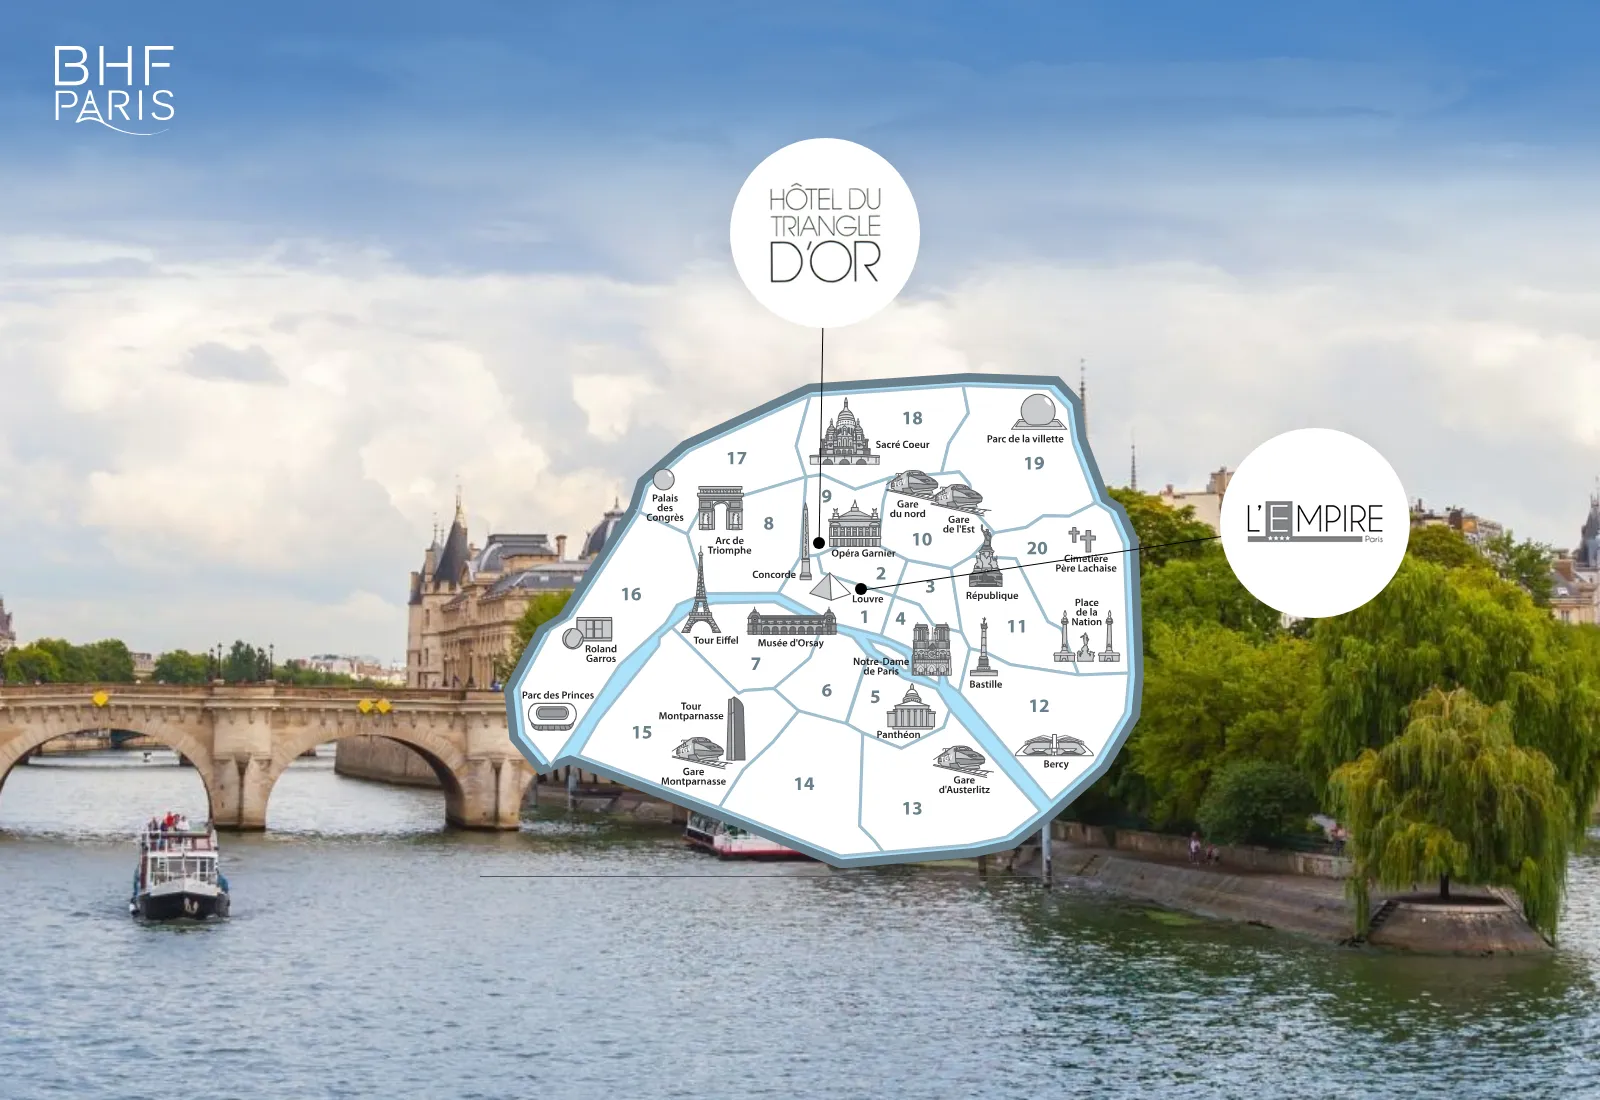 BHF
PARIS
HÔTEL DU
TRIANGLE
D'OR
18
Sacré Coeur
Parc de la villette
19
17
Palais
des
Congrès
9
Gare
du nord
Gare
de l'Est
8
Arc de
Triomphe
Opéra Garnier
10
20
Cimetière
Père Lachaise
L'EMPIRE
Paris
Concorde
2
3
16
Louvre
République
1
4
11
Place
de la
Nation
Roland
Garros
Tour Eiffel
Musée d'Orsay
7
Notre-Dame
de Paris
Bastille
Parc des Princes
6
5
12
Tour
Montparnasse
15
Panthéon
Gare
Montparnasse
14
Gare
d'Austerlitz
13
Bercy